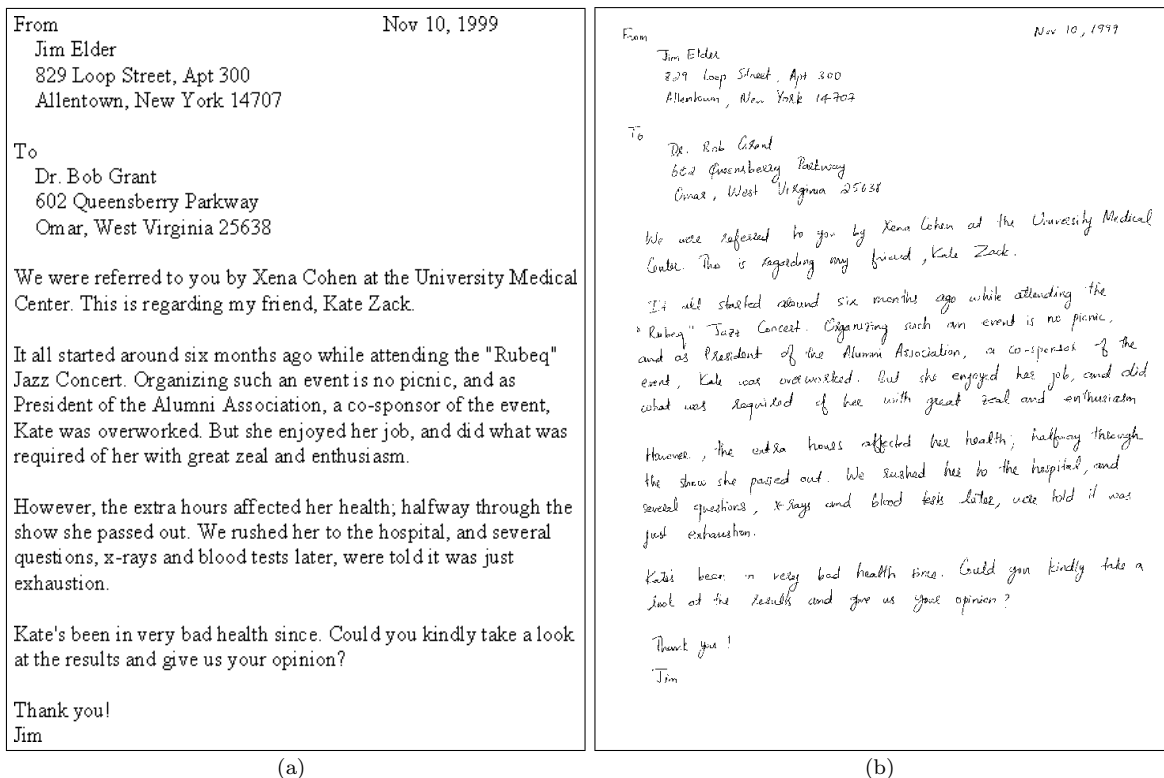 From Nov 10, 1999
Jim Elder
829 Loop Street, Apt 300
Allentown, New York 14707
To
Dr. Bob Grant
602 Queensberry Parkway
Omar, West Virginia 25638
We were referred to you by Xena Cohen at the University Medical
Center. This is regarding my friend, Kate Zack.
It all started around six months ago while attending the "Rubeq"
Jazz Concert. Organizing such an event is no picnic, and as
President of the Alumni Association, a co-sponsor of the event,
Kate was overworked. But she enjoyed her job, and did what was
required of her with great zeal and enthusiasm.
However, the extra hours affected her health; halfway through the
show she passed out. We rushed her to the hospital, and several
questions, x-rays and blood tests later, were told it was just
exhaustion.
Kate's been in very bad health since. Could you kindly take a look
at the results and give us your opinion?
Thank you!
Jim
(a)
From Nov 10, 1999
Jim Elder
829 Loop Street, Apt 300
Allentown, New York 14707
To
Dr. Bob Grant
602 Queensberry Parkway
Omar, West Virginia 25638
We were referred to you by Xena Cohen at the University Medical
Center. This is regarding my friend, Kate Zack.
It all started around six months ago while attending the
"Rubeq" Jazz Concert. Organizing such an event is no picnic,
and as President of the Alumni Association, a co-sponsor of the
event, Kate was overworked. But she enjoyed her job, and did
what was required of her with great zeal and enthusiasm
However, the extra hours affected her health; halfway through
the show she passed out. We rushed her to the hospital, and
several questions, x-rays and blood tests later, were told it was
just exhaustion.
Kate's been in very bad health since. Could you kindly take a
look at the results and give us your opinion?
Thank you!
Jim
(b)